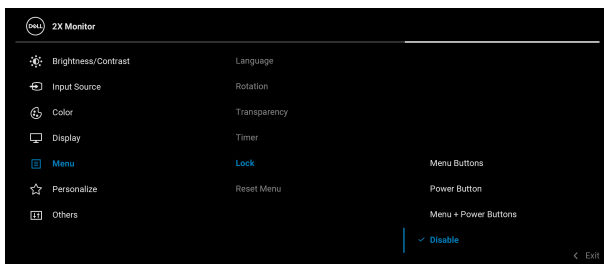 DELL 2X Monitor
Brightness/Contrast
Input Source
Color
Display
Menu
Personalize
Others
Language
Rotation
Transparency
Timer
Lock
Reset Menu
Menu Buttons
Power Button
Menu + Power Buttons
Disable
Exit